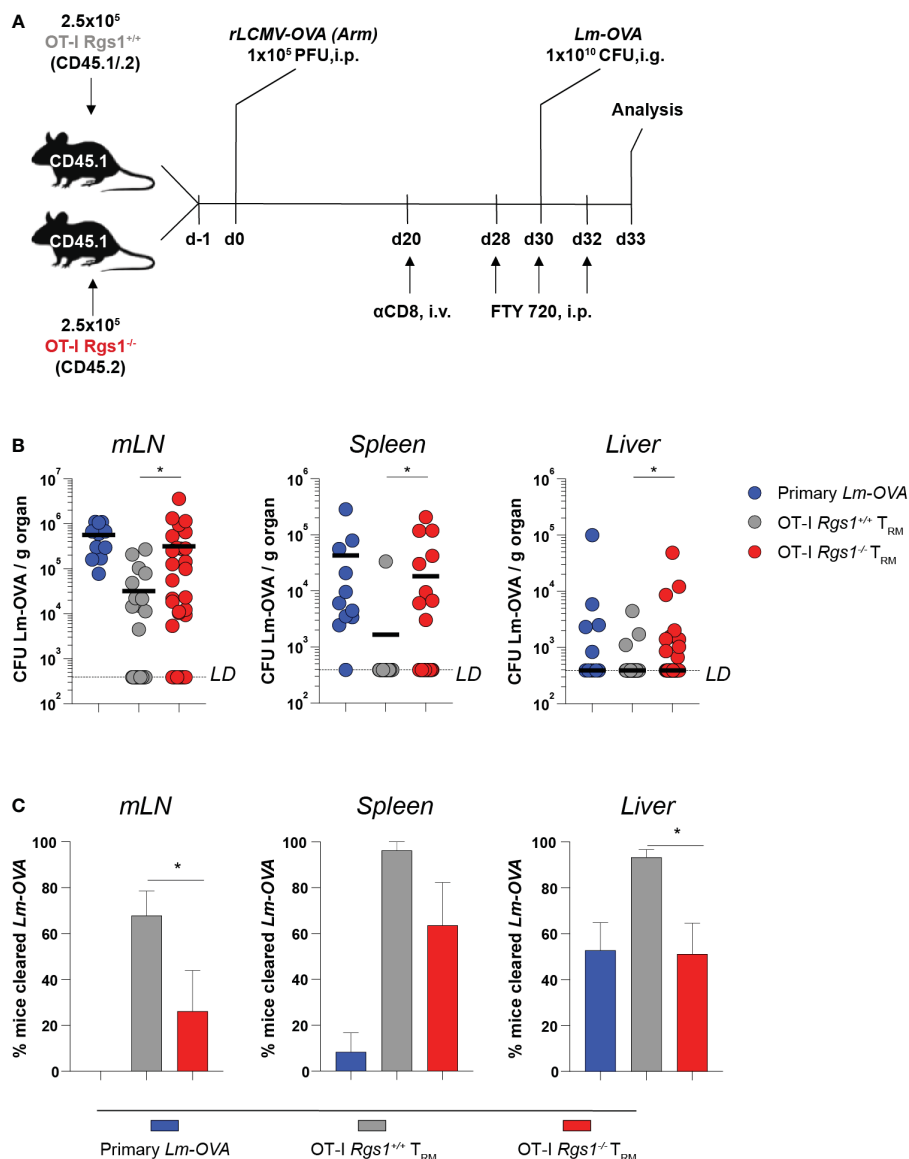 A
2.5x10⁵
OT-I Rgs1⁺/⁺
(CD45.1/.2)
rLCMV-OVA (Arm)
1x10⁵ PFU,i.p.
Lm-OVA
1x10¹⁰ CFU,i.g.
Analysis
CD45.1
CD45.1
d-1 d0 d20 d28 d30 d32 d33
αCD8, i.v. FTY 720, i.p.
2.5x10⁵
OT-I Rgs1⁻/⁻
(CD45.2)
B
mLN
CFU Lm-OVA / g organ
10⁷
10⁶
10⁵
10⁴
10³
10²
*
LD
Spleen
CFU Lm-OVA / g organ
10⁶
10⁵
10⁴
10³
10²
*
LD
Liver
CFU Lm-OVA / g organ
10⁶
10⁵
10⁴
10³
10²
*
LD
Primary Lm-OVA
OT-I Rgs1⁺/⁺ TRM
OT-I Rgs1⁻/⁻ TRM
C
mLN
% mice cleared Lm-OVA
100
80
60
40
20
0
*
Spleen
% mice cleared Lm-OVA
100
80
60
40
20
0
Liver
% mice cleared Lm-OVA
100
80
60
40
20
0
*
Primary Lm-OVA
OT-I Rgs1⁺/⁺ TRM
OT-I Rgs1⁻/⁻ TRM